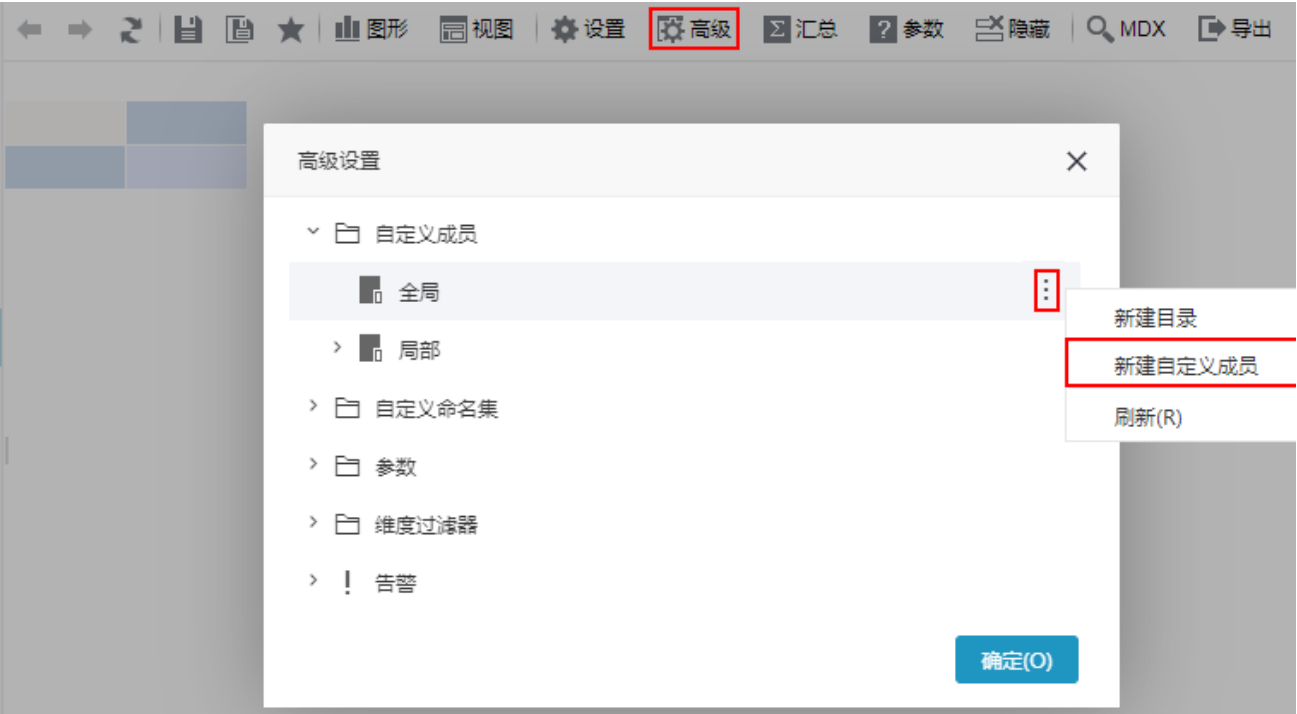 图形 视图 设置 高级 Σ 汇总 ? 参数 隐藏 MDX 导出
高级设置
自定义成员
全局
新建目录
局部
新建自定义成员
自定义命名集
刷新(R)
参数
维度过滤器
! 告警
确定(O)